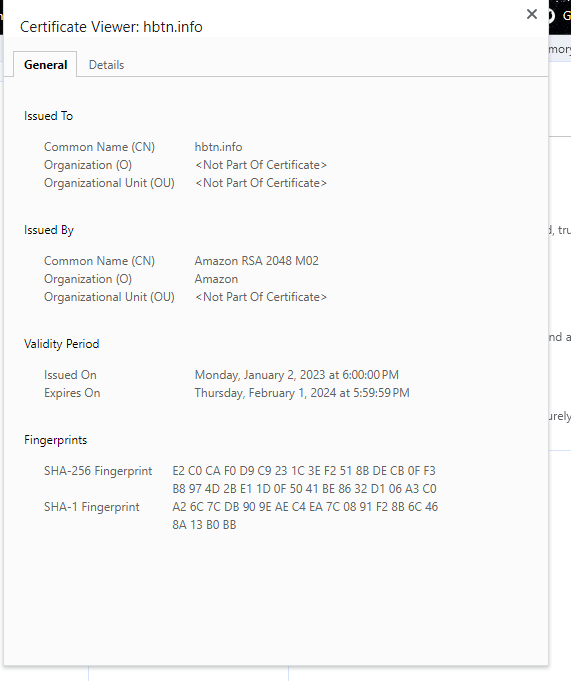 Certificate Viewer: hbtn.info
General Details
Issued To
Common Name (CN) hbtn.info
Organization (O) <Not Part Of Certificate>
Organizational Unit (OU) <Not Part Of Certificate>
Issued By
Common Name (CN) Amazon RSA 2048 M02
Organization (O) Amazon
Organizational Unit (OU) <Not Part Of Certificate>
Validity Period
Issued On Monday, January 2, 2023 at 6:00:00 PM
Expires On Thursday, February 1, 2024 at 5:59:59 PM
Fingerprints
SHA-256 Fingerprint E2 C0 CA F0 D9 C9 23 1C 3E F2 51 8B DE CB 0F F3
B8 97 4D 2B E1 1D 0F 50 41 BE 86 32 D1 06 A3 C0
SHA-1 Fingerprint A2 6C 7C DB 90 9E AE C4 EA 7C 08 91 F2 8B 6C 46
8A 13 B0 BB